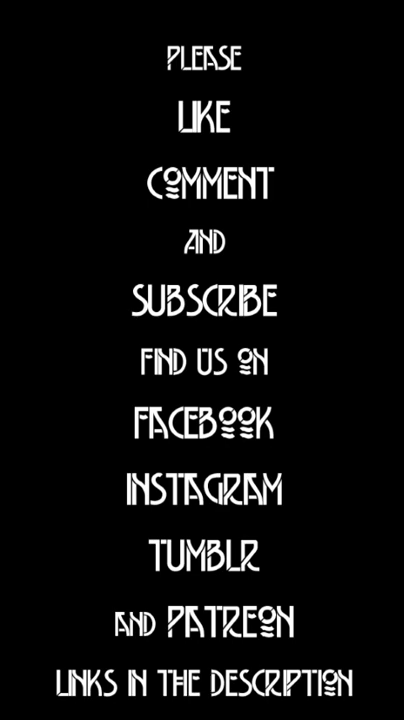 PLEASE
LIKE
COMMENT
AND
SUBSCRIBE
FIND US ON
FACEBOOK
INSTAGRAM
TUMBLR
AND PATREON
LINKS IN THE DESCRIPTION